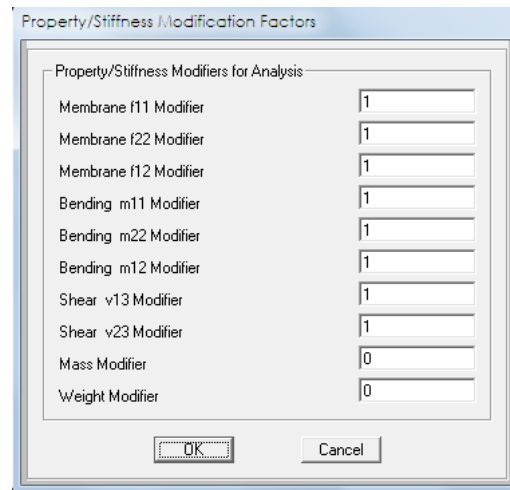 Property/Stiffness Modification Factors
Property/Stiffness Modifiers for Analysis
Membrane f11 Modifier 1
Membrane f22 Modifier 1
Membrane f12 Modifier 1
Bending m11 Modifier 1
Bending m22 Modifier 1
Bending m12 Modifier 1
Shear v13 Modifier 1
Shear v23 Modifier 1
Mass Modifier 0
Weight Modifier 0
OK Cancel